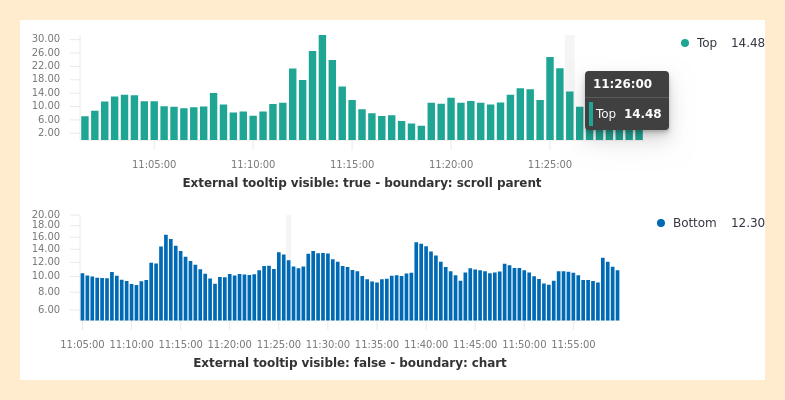 30.00
26.00
22.00
18.00
14.00
10.00
6.00
2.00
11:05:00 11:10:00 11:15:00 11:20:00 11:25:00
External tooltip visible: true - boundary: scroll parent
Top 14.48
11:26:00
Top 14.48
20.00
18.00
16.00
14.00
12.00
10.00
8.00
6.00
11:05:00 11:10:00 11:15:00 11:20:00 11:25:00 11:30:00 11:35:00 11:40:00 11:45:00 11:50:00 11:55:00
External tooltip visible: false - boundary: chart
Bottom 12.30